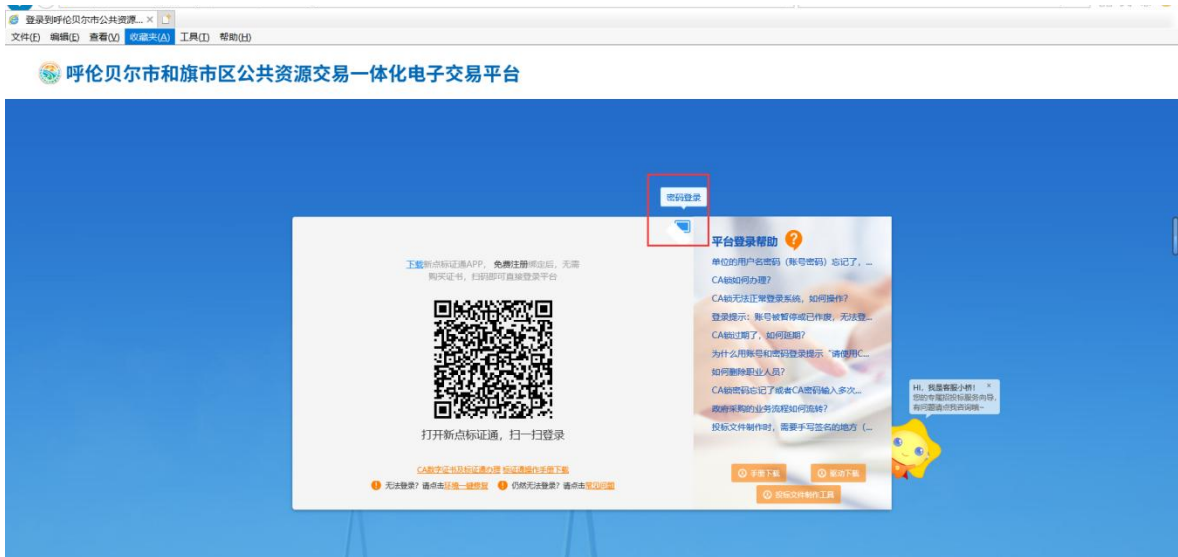 登录到呼伦贝尔市公共资源... ×
文件(F) 编辑(E) 查看(V) 收藏夹(A) 工具(T) 帮助(H)
呼伦贝尔市和旗市区公共资源交易一体化电子交易平台
密码登录
下载新点标证通APP，免费注册绑定后，无需
购买证书，扫码即可直接登录平台
打开新点标证通，扫一扫登录
CA数字证书及标证通办理 标证通操作手册下载
无法登录？请点击环境一键修复 仍然无法登录？请点击常见问题
平台登录帮助 ?
单位的用户名密码（账号密码）忘记了，...
CA锁如何办理?
CA锁无法正常登录系统，如何操作?
登录提示：账号被暂停或已作废，无法登...
CA锁过期了，如何延期?
为什么用账号和密码登录提示“请使用C...
如何删除职业人员?
CA锁密码忘记了或者CA密码输入多次...
政府采购的业务流程如何流转?
投标文件制作时，需要手写签名的地方（...
手册下载 驱动下载
投标文件制作工具
HI，我是客服小桥！ ×
您的专属招投标服务向导，
有问题请点我咨询哦~